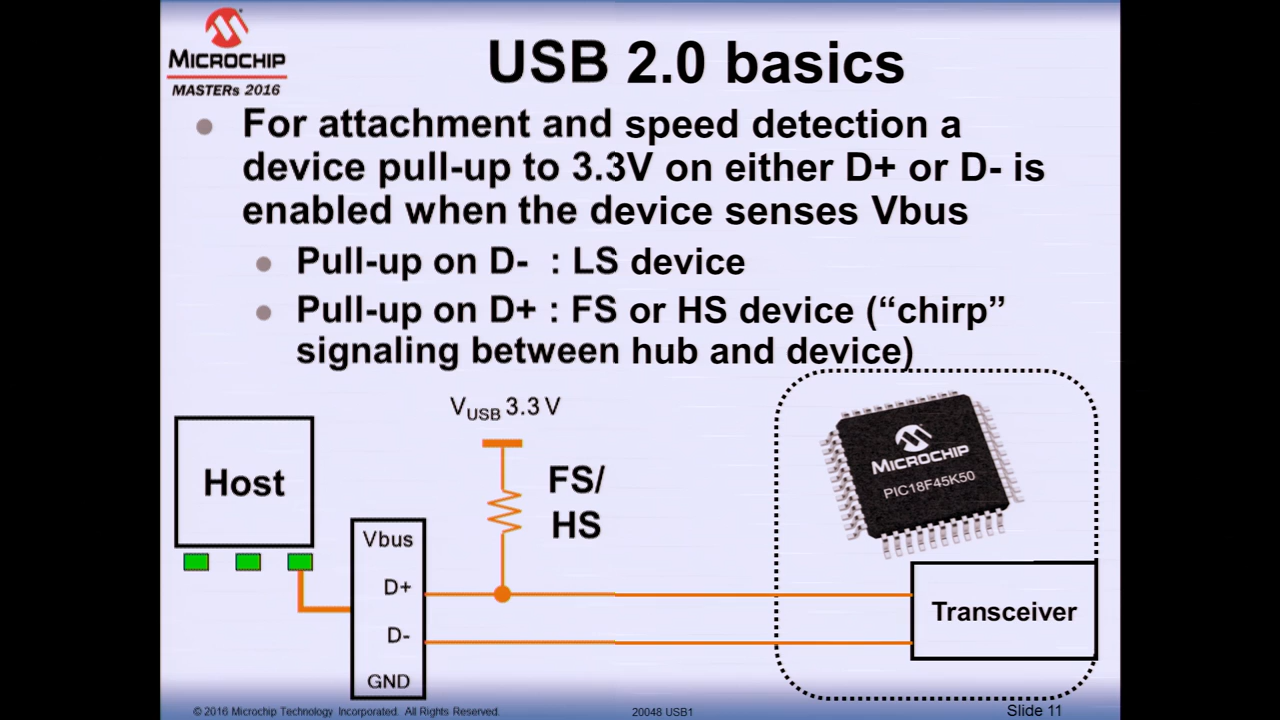 MICROCHIP
MASTERs 2016
USB 2.0 basics
For attachment and speed detection a
device pull-up to 3.3V on either D+ or D- is
enabled when the device senses Vbus
Pull-up on D- : LS device
Pull-up on D+ : FS or HS device (“chirp”
signaling between hub and device)
VUSB 3.3 V
Host
FS/
HS
MICROCHIP
PIC18F45K50
Vbus
D+
D-
GND
Transceiver
© 2016 Microchip Technology Incorporated. All Rights Reserved.
20048 USB1
Slide 11